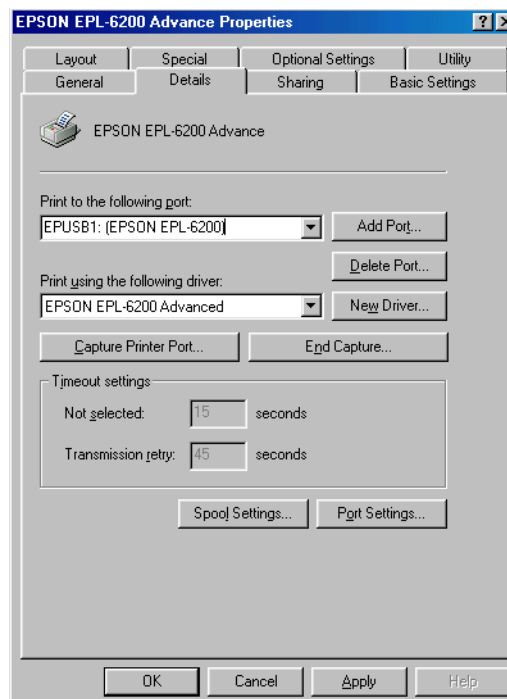 EPSON EPL-6200 Advance Properties
Layout Special Optional Settings Utility
General Details Sharing Basic Settings
EPSON EPL-6200 Advance
Print to the following port:
EPUSB1: (EPSON EPL-6200) Add Port...
Delete Port...
Print using the following driver:
EPSON EPL-6200 Advanced New Driver...
Capture Printer Port... End Capture...
Timeout settings
Not selected: 15 seconds
Transmission retry: 45 seconds
Spool Settings... Port Settings...
OK Cancel Apply Help